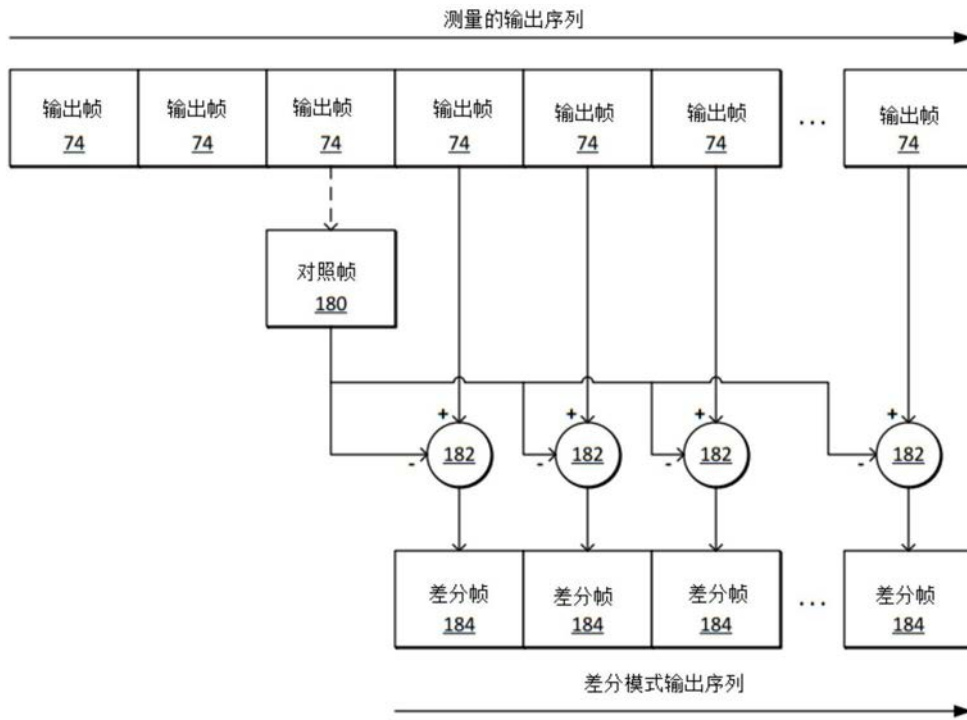 测量的输出序列
输出帧 输出帧 输出帧 输出帧 输出帧 输出帧 ... 输出帧
74 74 74 74 74 74 74
对照帧
180
+ + + +
182 182 182 182
- - - -
差分帧 差分帧 差分帧 ... 差分帧
184 184 184 184
差分模式输出序列